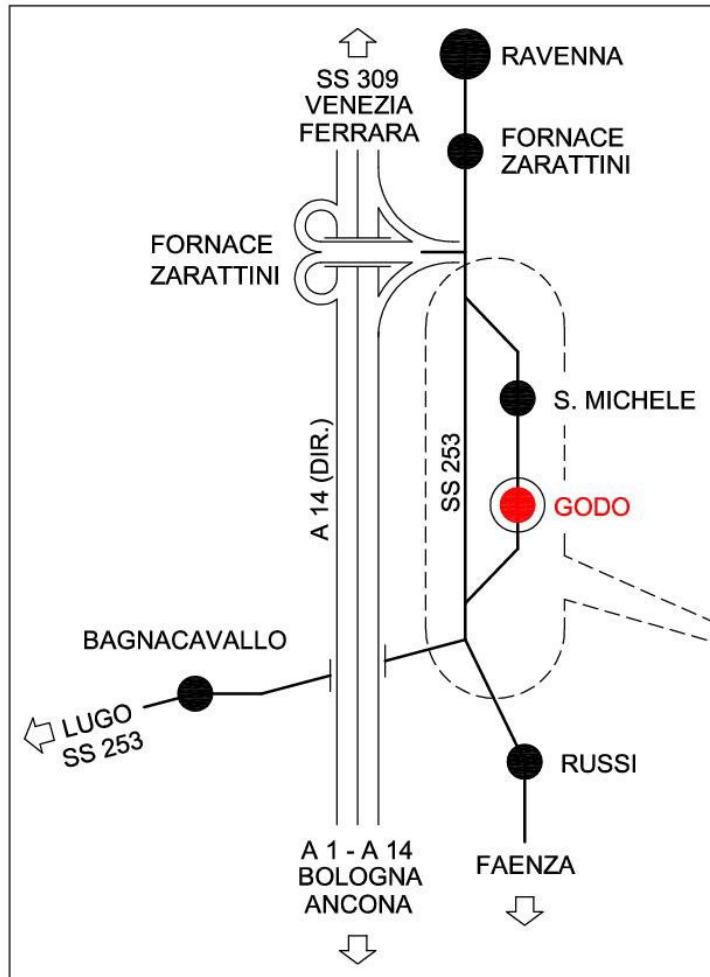 RAVENNA
SS 309
VENEZIA
FERRARA
FORNACE
ZARATTINI
FORNACE
ZARATTINI
S. MICHELE
A 14 (DIR.)
SS 253
GODO
BAGNACAVALLO
LUGO
SS 253
RUSSI
A 1 - A 14
BOLOGNA
ANCONA
FAENZA